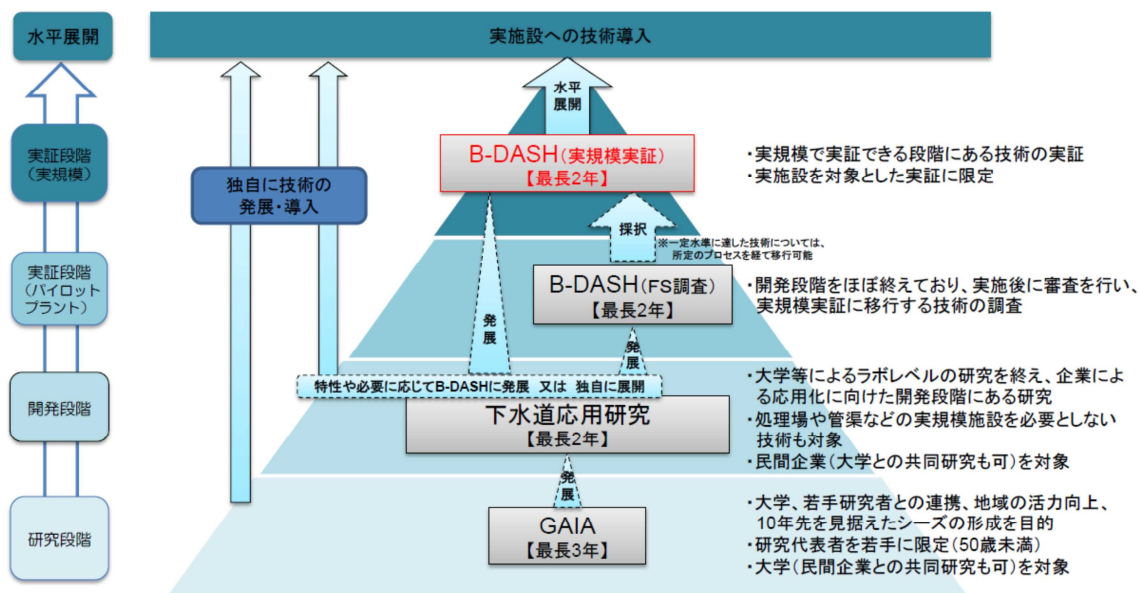 水平展開
実施設への技術導入
水平
展開
実証段階
（実規模）
B-DASH（実規模実証）
【最長2年】
・実規模で実証できる段階にある技術の実証
・実施設を対象とした実証に限定
独自に技術の
発展・導入
採択
※一定水準に達した技術については、
所定のプロセスを経て移行可能
実証段階
（パイロット
プラント）
B-DASH（FS調査）
【最長2年】
・開発段階をほぼ終えており、実施後に審査を行い、
実規模実証に移行する技術の調査
発展
発展
特性や必要に応じてB-DASHに発展 又は 独自に展開
開発段階
下水道応用研究
【最長2年】
・大学等によるラボレベルの研究を終え、企業によ
る応用化に向けた開発段階にある研究
・処理場や管渠などの実規模施設を必要としない
技術も対象
・民間企業（大学との共同研究も可）を対象
発展
研究段階
GAIA
【最長3年】
・大学、若手研究者との連携、地域の活力向上、
10年先を見据えたシーズの形成を目的
・研究代表者を若手に限定（50歳未満）
・大学（民間企業との共同研究も可）を対象